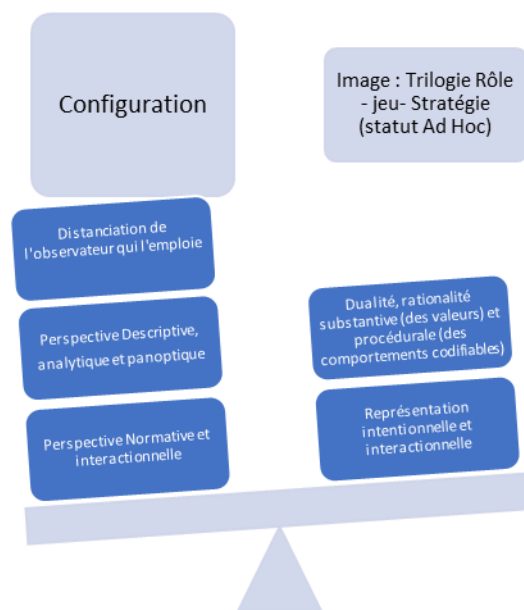 Configuration
Image : Trilogie Rôle
- jeu- Stratégie
(statut Ad Hoc)
Distanciation de
l'observateur qui l'emploie
Perspective Descriptive,
analytique et panoptique
Perspective Normative et
interactionnelle
Dualité, rationalité
substantive (des valeurs) et
procédurale (des
comportements codifiables)
Représentation
intentionnelle et
interactionnelle